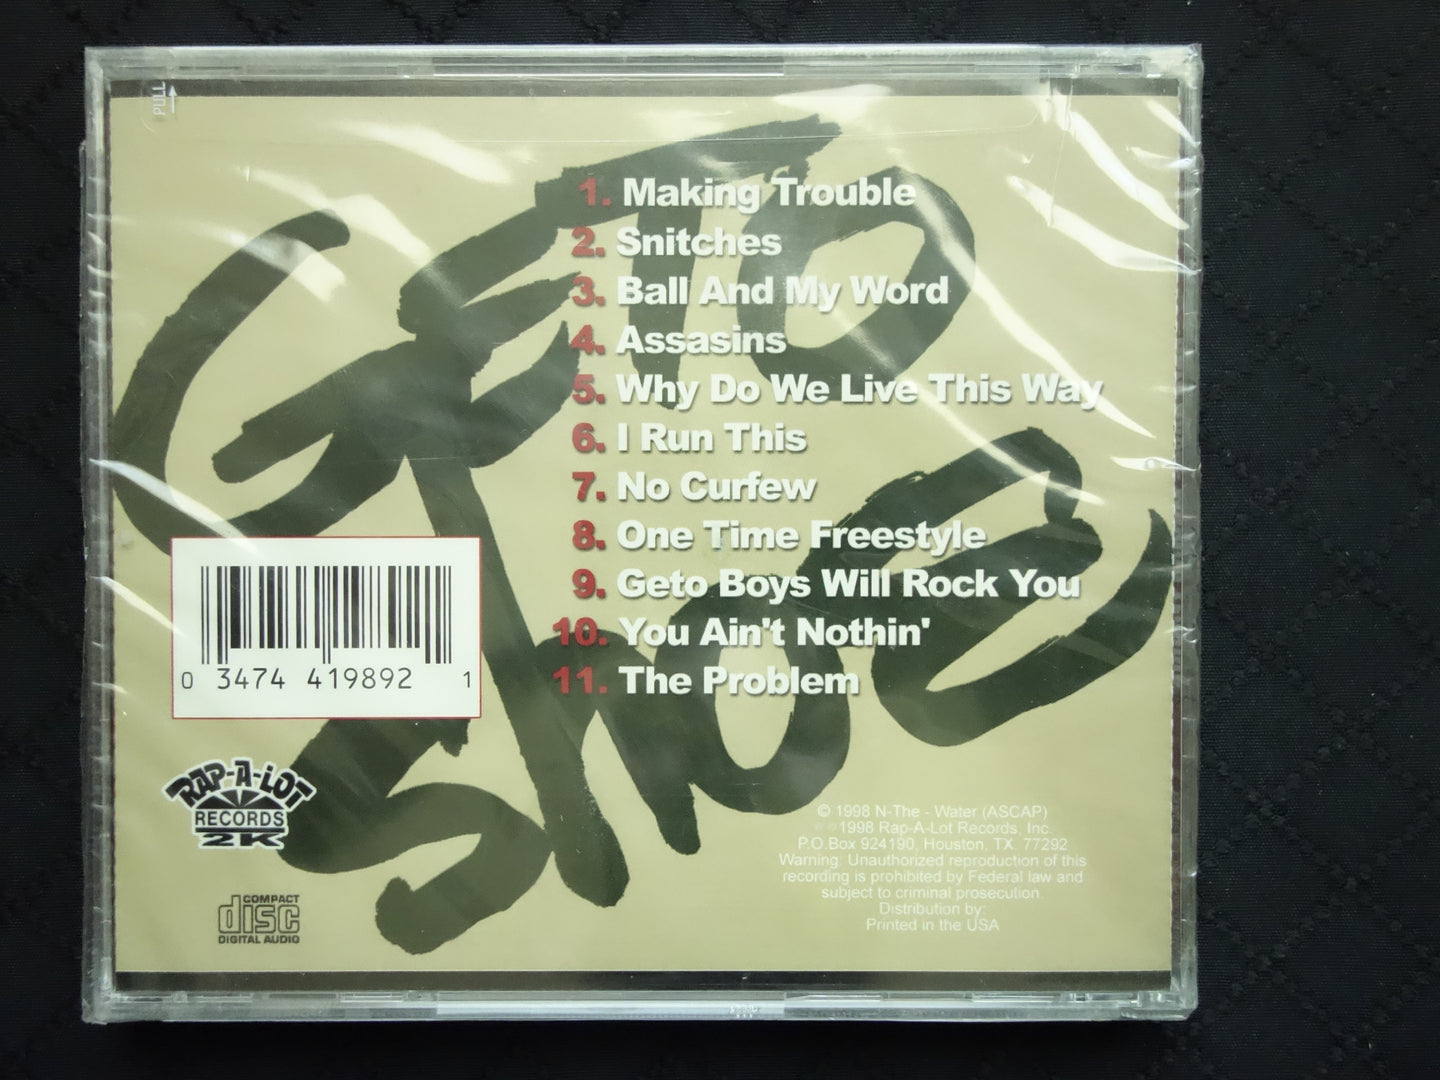 PULL
GETO
1. Making Trouble
2. Snitches
3. Ball And My Word
4. Assasins
5. Why Do We Live This Way
6. I Run This
7. No Curfew
8. One Time Freestyle
9. Geto Boys Will Rock You
10. You Ain't Nothin'
11. The Problem
0 3474 419892 1
RAP-A-LOT
RECORDS
2K
COMPACT
disc
DIGITAL AUDIO
© 1998 N-The - Water (ASCAP)
℗©1998 Rap-A-Lot Records, Inc.
P.O.Box 924190, Houston, TX. 77292
Warning: Unauthorized reproduction of this
recording is prohibited by Federal law and
subject to criminal prosecution.
Distribution by:
Printed in the USA